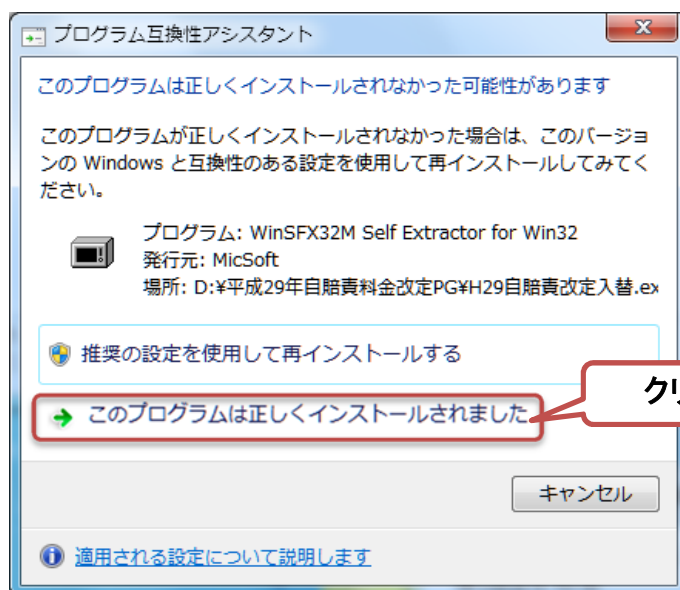 プログラム互換性アシスタント
このプログラムは正しくインストールされなかった可能性があります
このプログラムが正しくインストールされなかった場合は、このバージョ
ンの Windows と互換性のある設定を使用して再インストールしてみてく
ださい。
プログラム: WinSFX32M Self Extractor for Win32
発行元: MicSoft
場所: D:¥平成29年自賠責料金改定PG¥H29自賠責改定入替.ex
推奨の設定を使用して再インストールする
クリ
このプログラムは正しくインストールされました
キャンセル
適用される設定について説明します